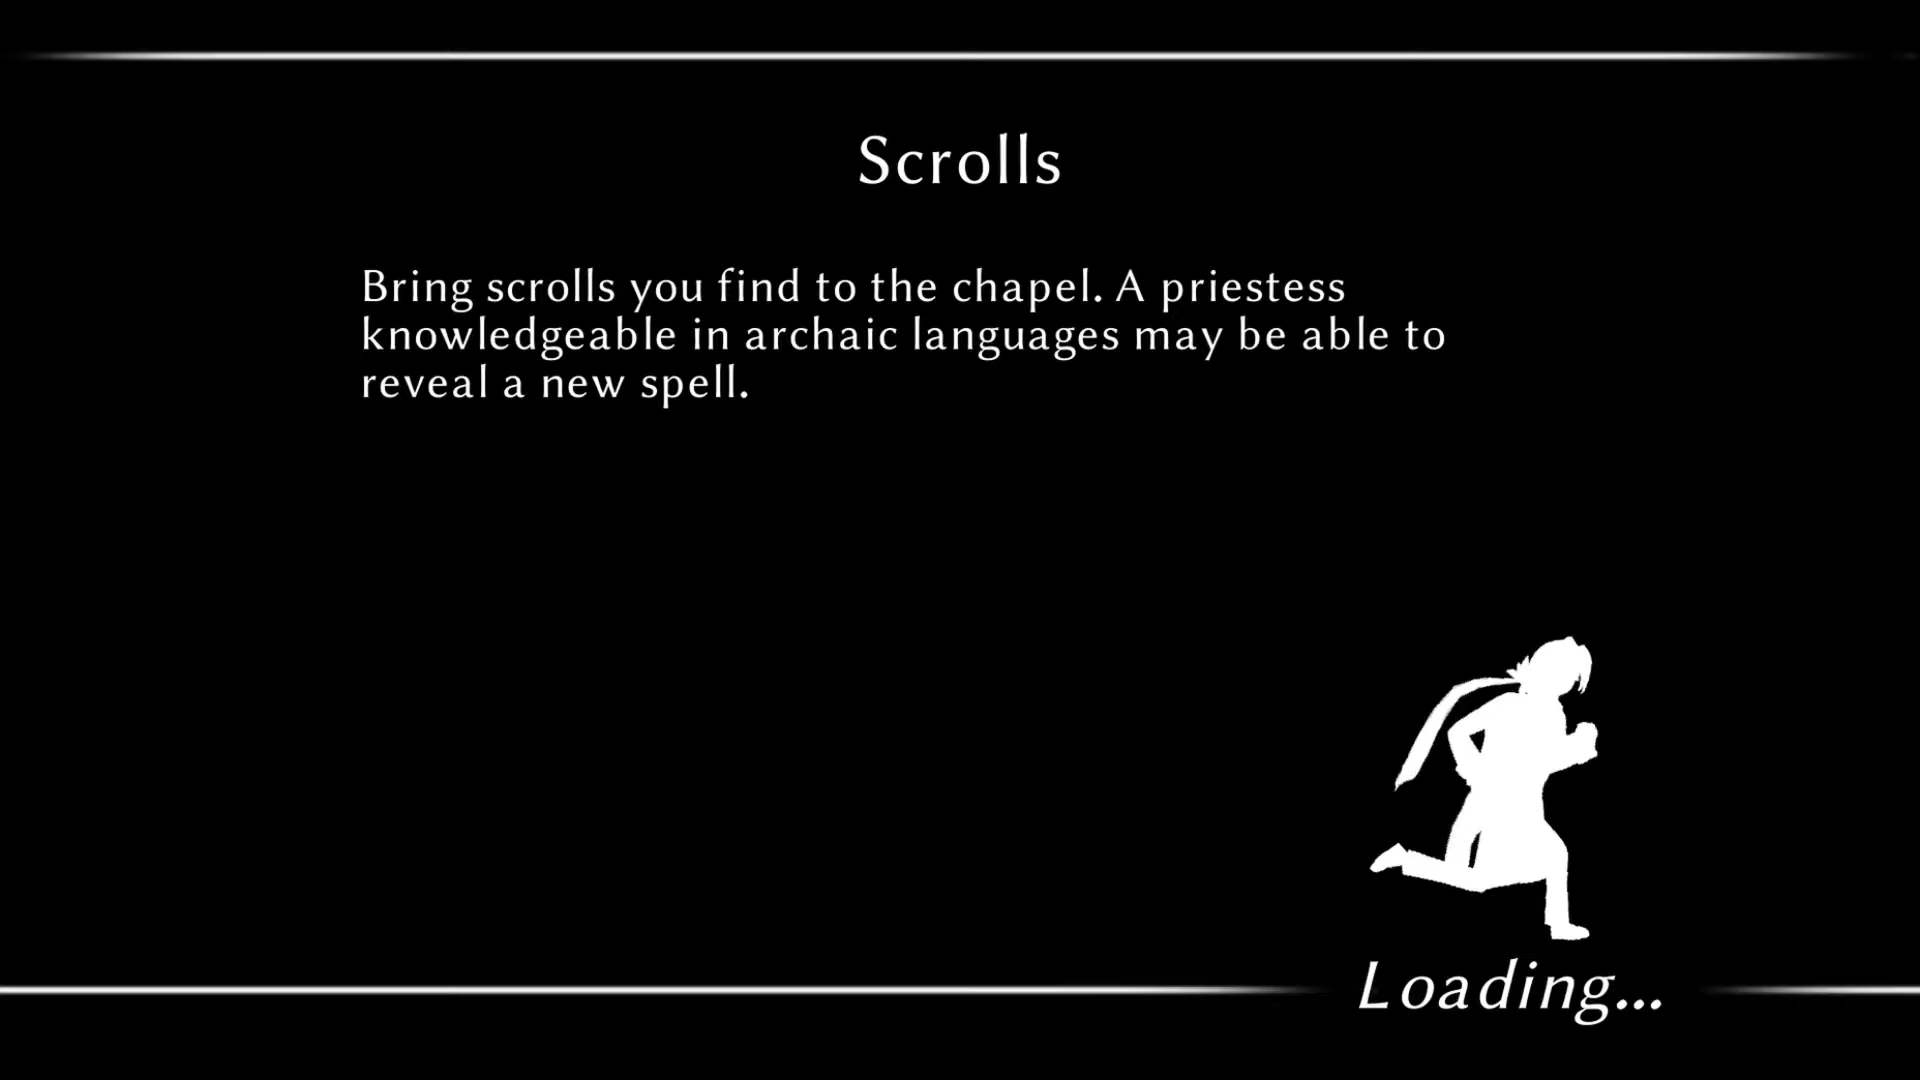 Scrolls
Bring scrolls you find to the chapel. A priestess
knowledgeable in archaic languages may be able to
reveal a new spell.
Loading...